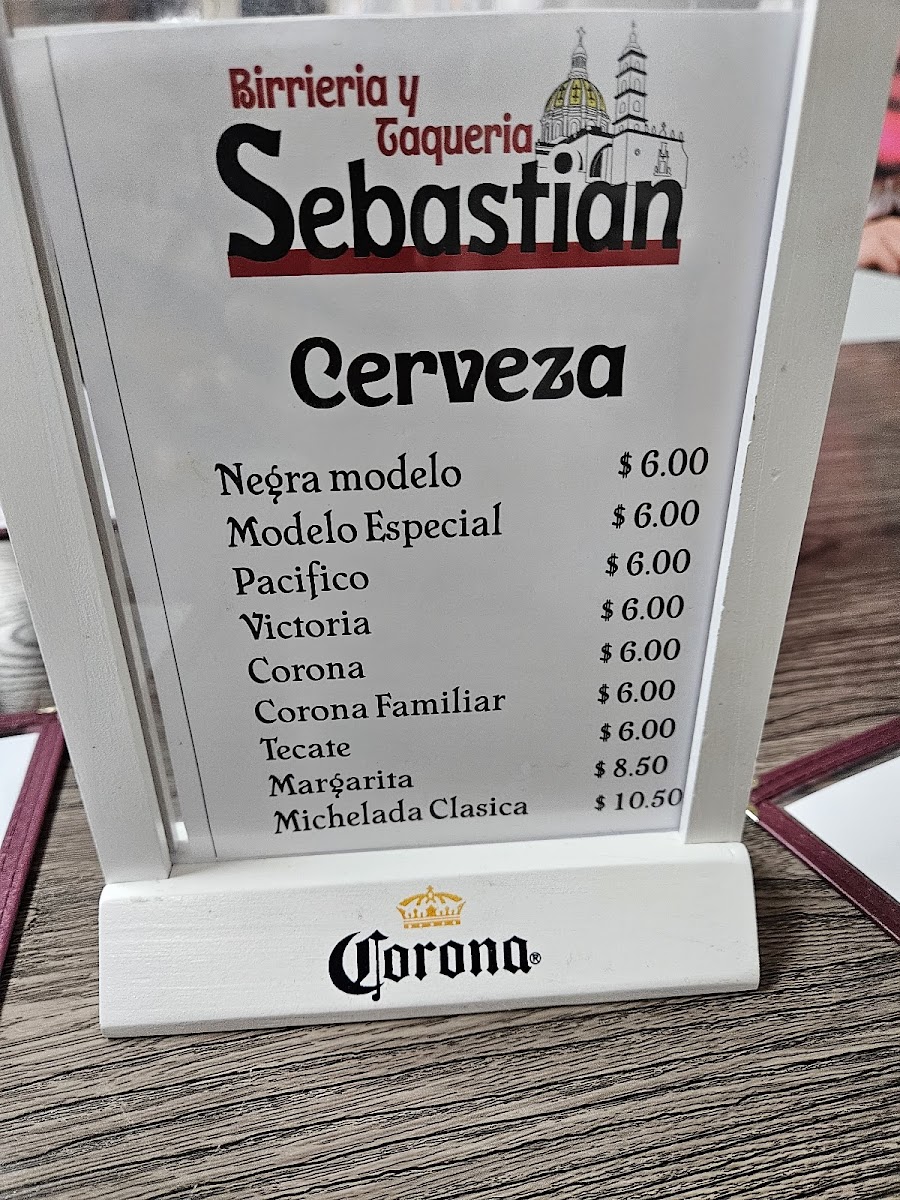 Birrieria y
Taqueria
Sebastian
Cerveza
Negra modelo $ 6.00
Modelo Especial $ 6.00
Pacifico $ 6.00
Victoria $ 6.00
Corona $ 6.00
Corona Familiar $ 6.00
Tecate $ 6.00
Margarita $ 8.50
Michelada Clasica $ 10.50
Corona®